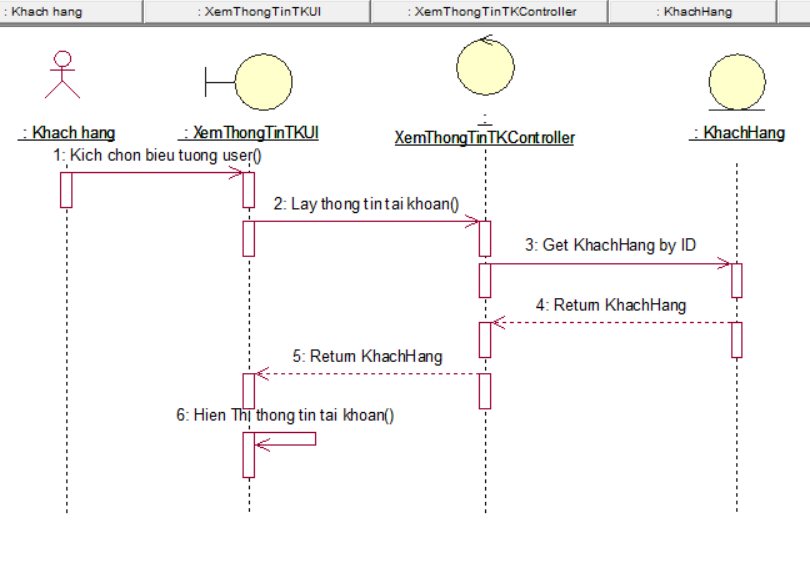 : Khach hang
: XemThongTinTKUI
: XemThongTinTKController
: KhachHang
: Khach hang
: XemThongTinTKUI
:
XemThongTinTKController
: KhachHang
1: Kich chon bieu tuong user()
2: Lay thong tin tai khoan()
3: Get KhachHang by ID
4: Return KhachHang
5: Return KhachHang
6: Hien Thi thong tin tai khoan()